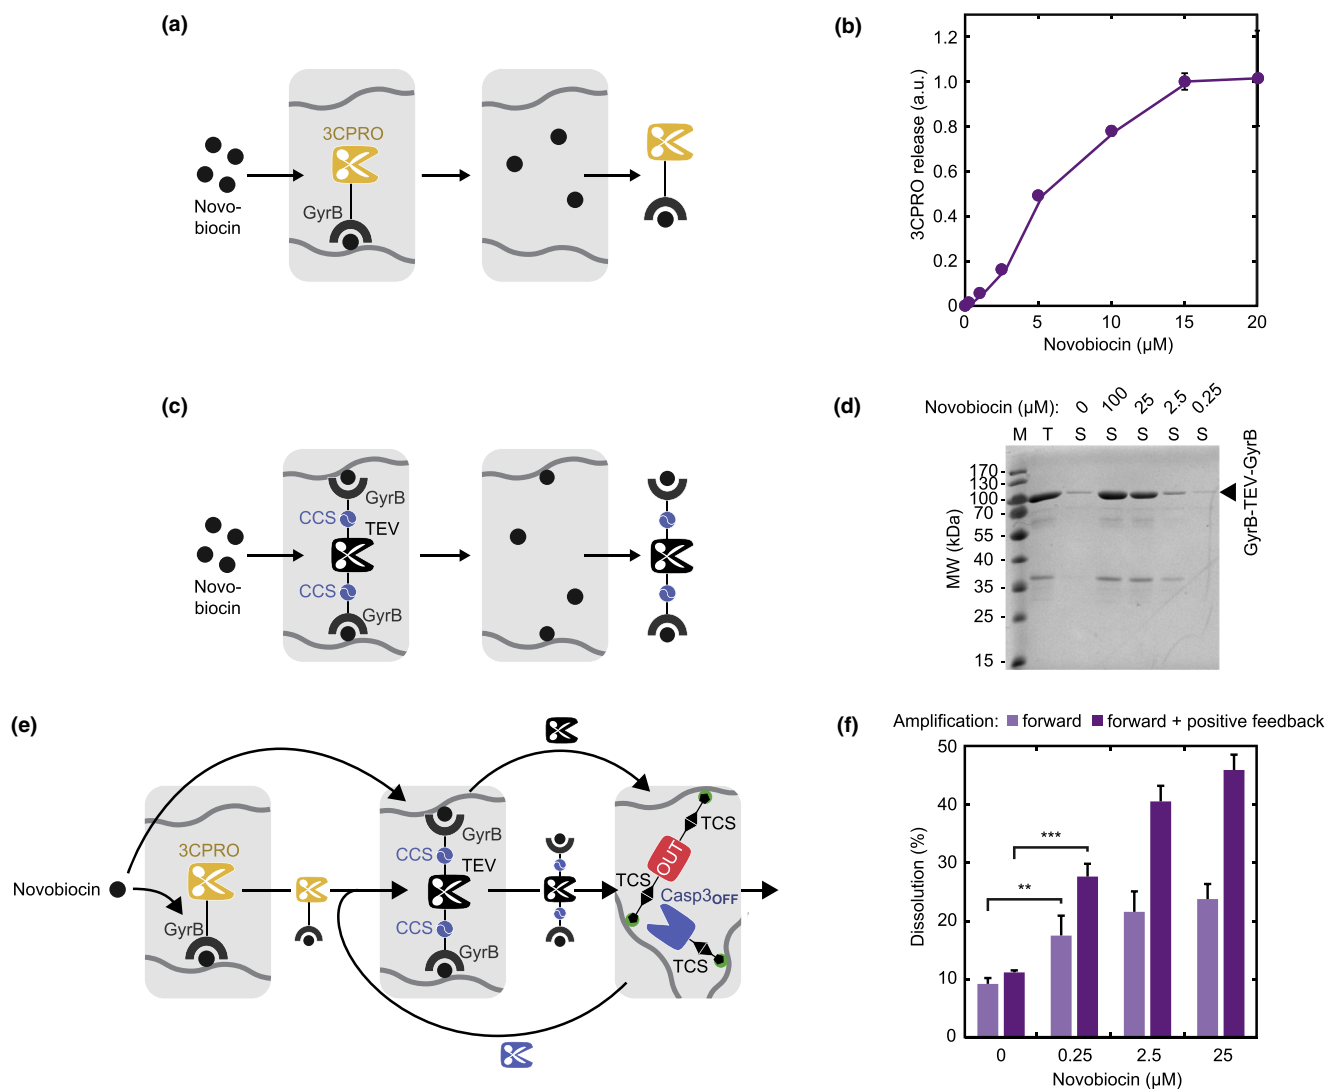 (a)
3CPRO
Novo-
biocin
GyrB
(b)
3CPRO release (a.u.)
1.2
1.0
0.8
0.6
0.4
0.2
0
0 5 10 15 20
Novobiocin (µM)
(c)
GyrB
CCS
TEV
CCS
GyrB
Novo-
biocin
(d)
Novobiocin (µM): 0 100 25 2.5 0.25
M T S S S S S
MW (kDa)
170
130
100
70
55
40
35
25
15
GyrB-TEV-GyrB
(e)
Novobiocin
3CPRO
GyrB
GyrB
CCS
TEV
CCS
GyrB
TCS
OUT
TCS
Casp3OFF
TCS
(f)
Amplification: forward forward + positive feedback
Dissolution (%)
50
40
30
20
10
0
***
**
0 0.25 2.5 25
Novobiocin (µM)